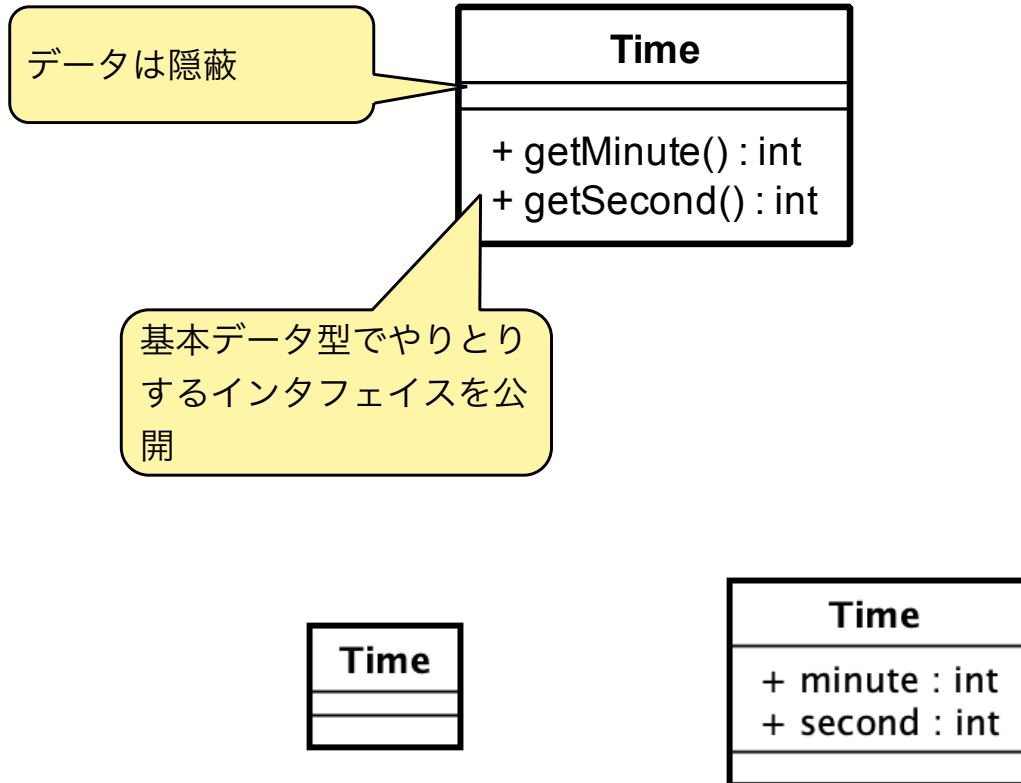 データは隠蔽
Time
+ getMinute() : int
+ getSecond() : int
基本データ型でやりとり
するインタフェイスを公
開
Time
Time
+ minute : int
+ second : int